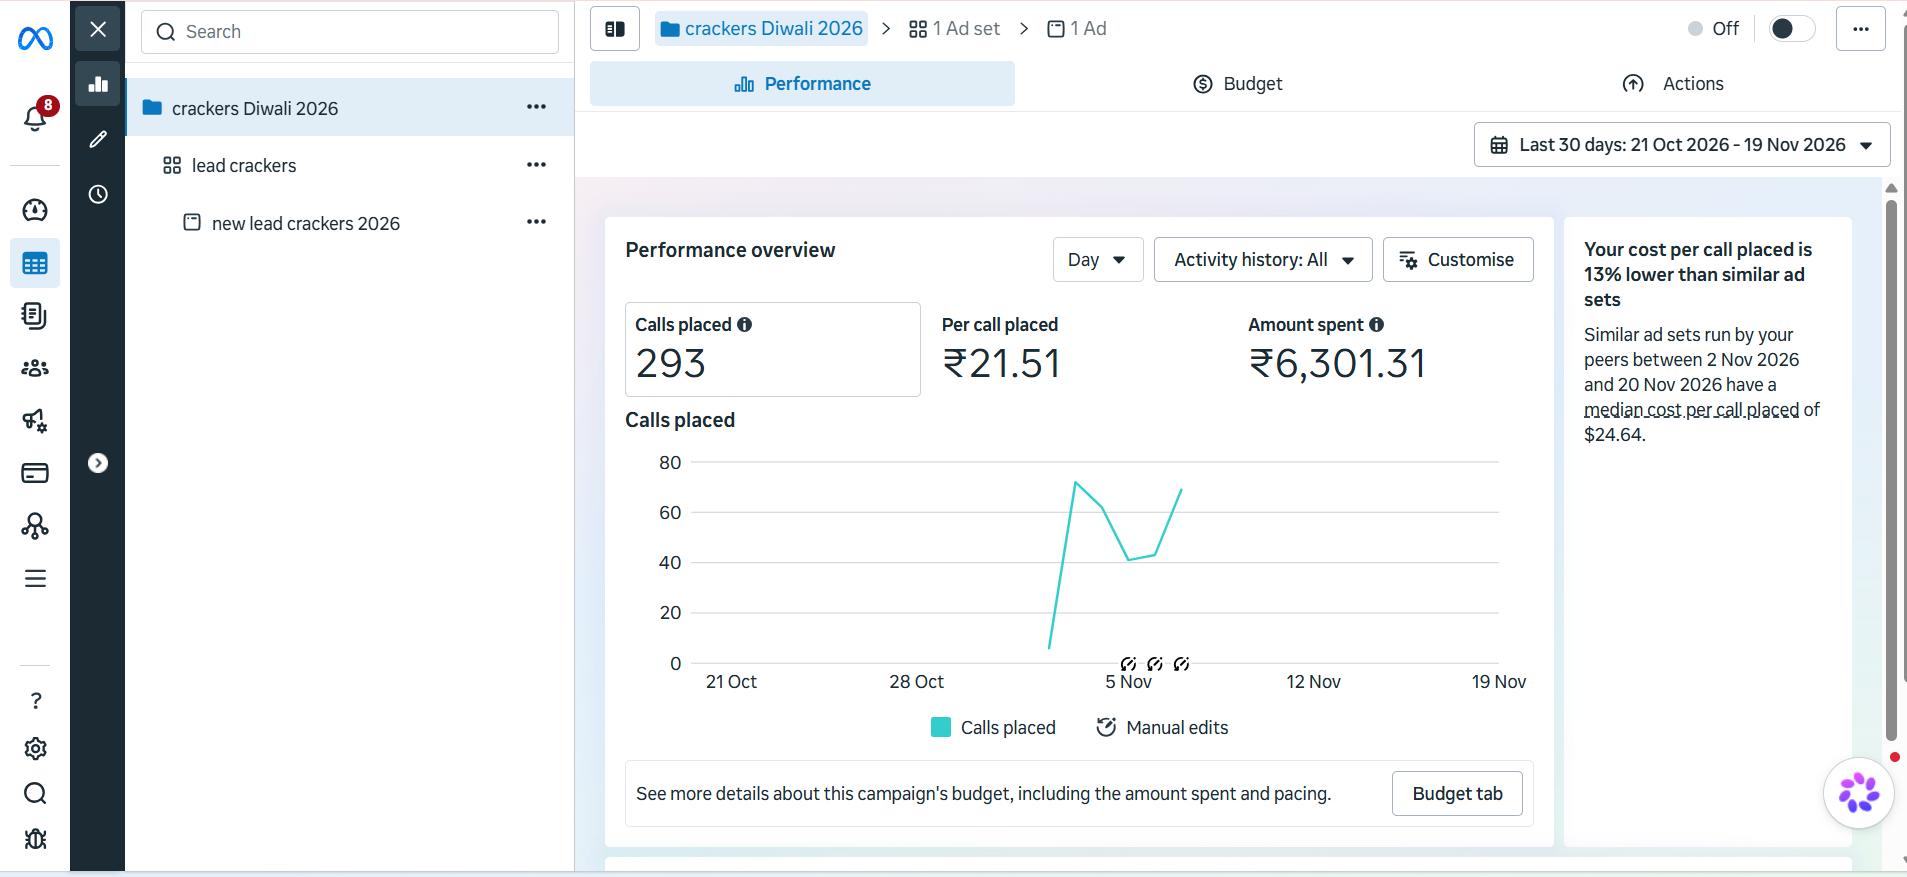 8
Search
crackers Diwali 2026
lead crackers
new lead crackers 2026
crackers Diwali 2026
1 Ad set
1 Ad
Off
Performance
Budget
Actions
Last 30 days: 21 Oct 2026 - 19 Nov 2026
Performance overview
Day
Activity history: All
Customise
Calls placed
293
Per call placed
₹21.51
Amount spent
₹6,301.31
Calls placed
80
60
40
20
0
21 Oct
28 Oct
5 Nov
12 Nov
19 Nov
Calls placed
Manual edits
See more details about this campaign's budget, including the amount spent and pacing.
Budget tab
Your cost per call placed is
13% lower than similar ad
sets
Similar ad sets run by your
peers between 2 Nov 2026
and 20 Nov 2026 have a
median cost per call placed of
$24.64.